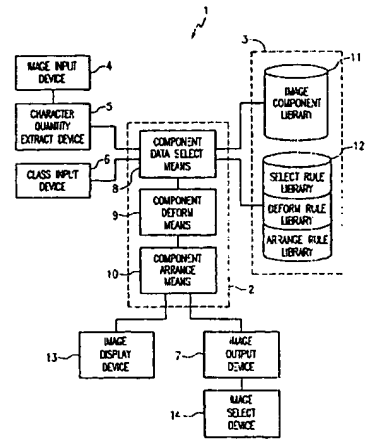 1
3
IMAGE INPUT
DEVICE
4
11
IMAGE
COMPONENT
LIBRARY
5
CHARACTER
QUANTITY
EXTRACT DEVICE
6
CLASS INPUT
DEVICE
COMPONENT
DATA SELECT
MEANS
8
12
SELECT RULE
LIBRARY
DEFORM RULE
LIBRARY
ARRANGE RULE
LIBRARY
COMPONENT
DEFORM MEANS
9
COMPONENT
ARRANGE
MEANS
10
2
IMAGE
DISPLAY
DEVICE
13
IMAGE
OUTPUT
DEVICE
7
IMAGE
SELECT DEVICE
14